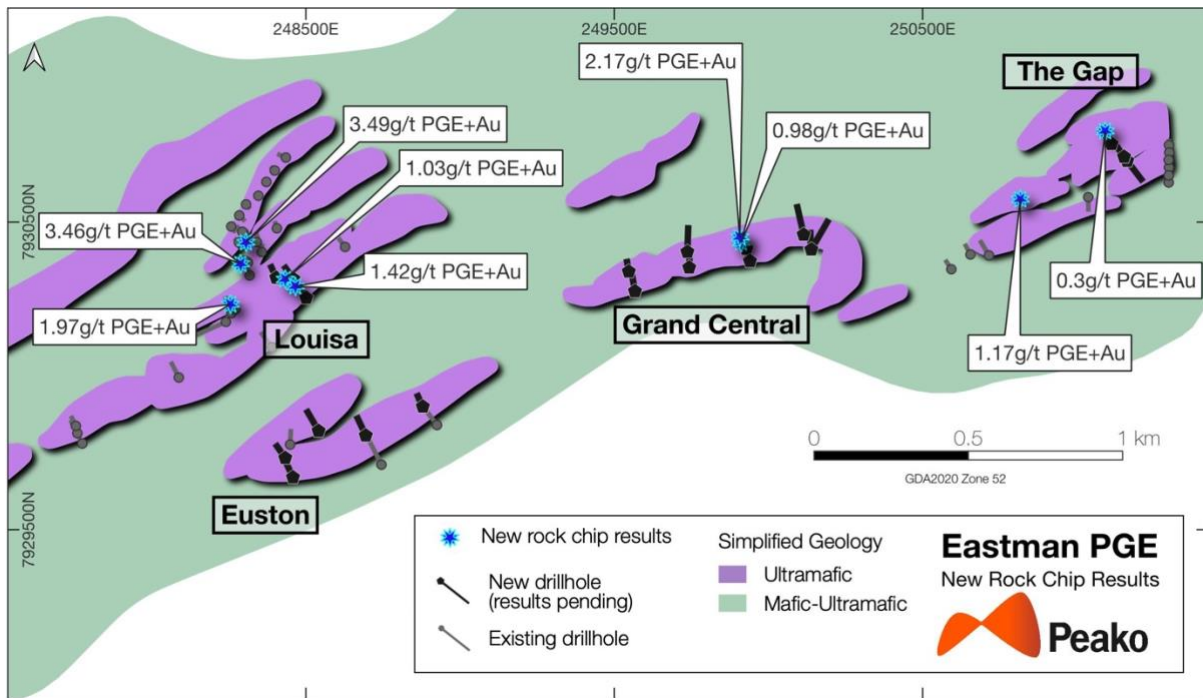 248500E
249500E
250500E
7930500N
7929500N
3.49g/t PGE+Au
1.03g/t PGE+Au
3.46g/t PGE+Au
1.42g/t PGE+Au
1.97g/t PGE+Au
Louisa
Euston
2.17g/t PGE+Au
0.98g/t PGE+Au
Grand Central
The Gap
0.3g/t PGE+Au
1.17g/t PGE+Au
0
0.5
1 km
GDA2020 Zone 52
New rock chip results
New drillhole
(results pending)
Existing drillhole
Simplified Geology
Ultramafic
Mafic-Ultramafic
Eastman PGE
New Rock Chip Results
Peako